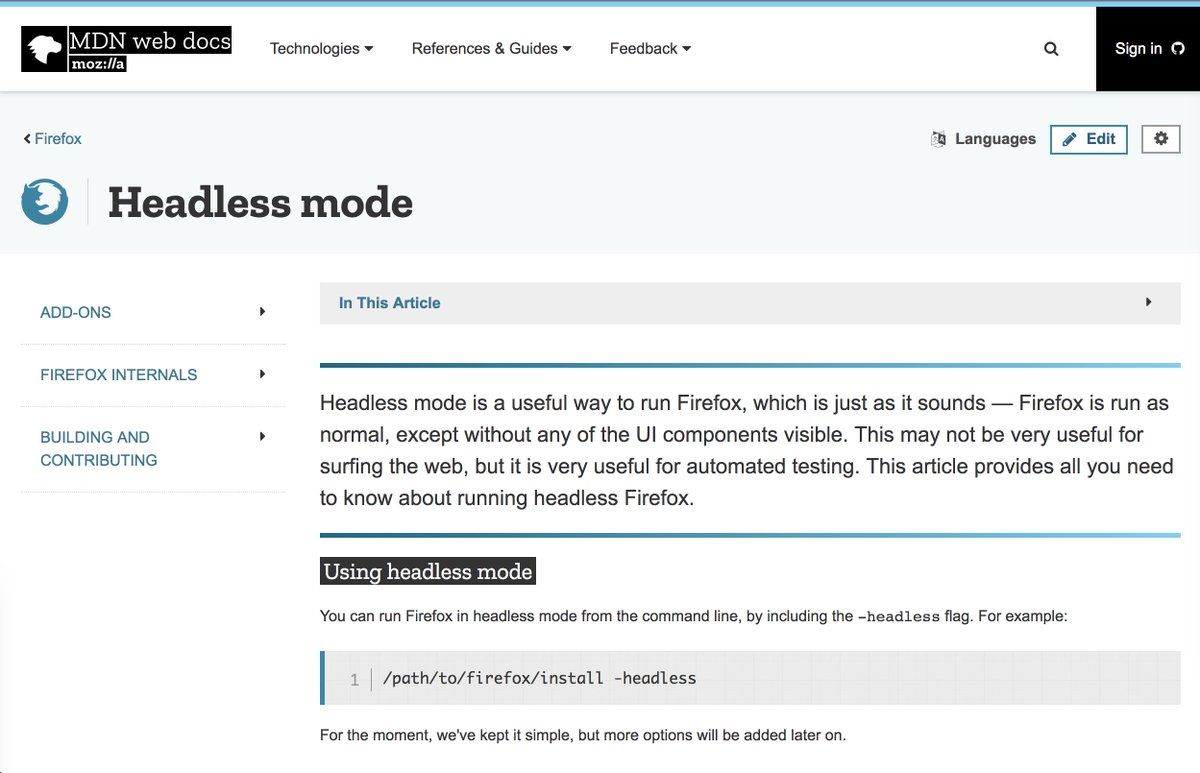 MDN web docs
moz://a
Technologies
References & Guides
Feedback
Sign in
Firefox
Languages
Edit
Headless mode
ADD-ONS
FIREFOX INTERNALS
BUILDING AND
CONTRIBUTING
In This Article
Headless mode is a useful way to run Firefox, which is just as it sounds — Firefox is run as
normal, except without any of the UI components visible. This may not be very useful for
surfing the web, but it is very useful for automated testing. This article provides all you need
to know about running headless Firefox.
Using headless mode
You can run Firefox in headless mode from the command line, by including the -headless flag. For example:
1 /path/to/firefox/install -headless
For the moment, we've kept it simple, but more options will be added later on.